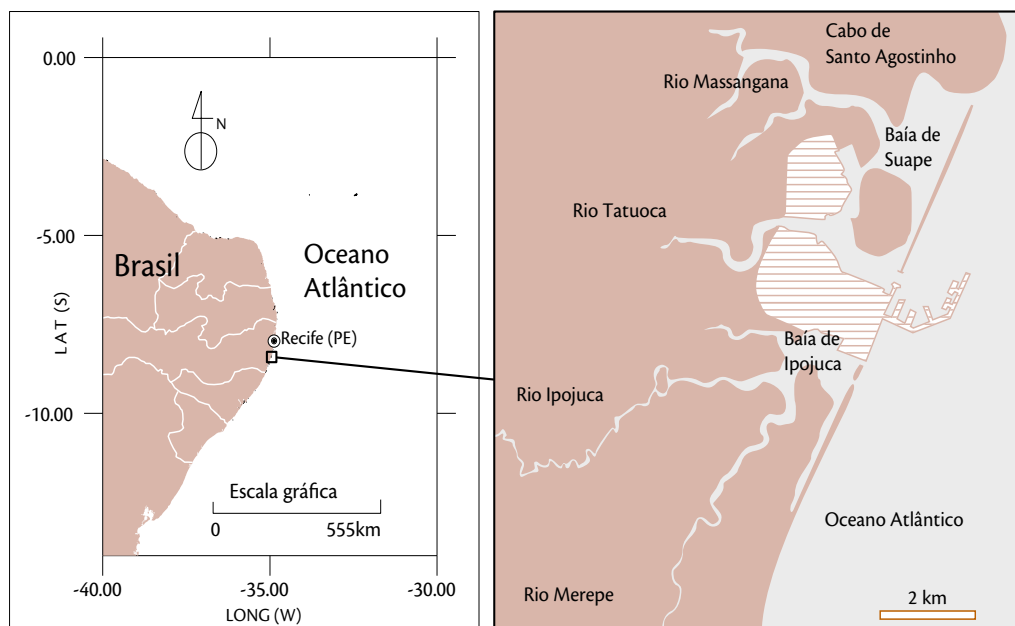 0.00
N
-5.00
Brasil
Oceano
Atlântico
LAT (S)
Recife (PE)
-10.00
Escala gráfica
0 555km
-40.00 -35.00 -30.00
LONG (W)
Cabo de
Santo Agostinho
Rio Massangana
Baía de
Suape
Rio Tatuoca
Baía de
Ipojuca
Rio Ipojuca
Oceano Atlântico
Rio Merepe
2 km